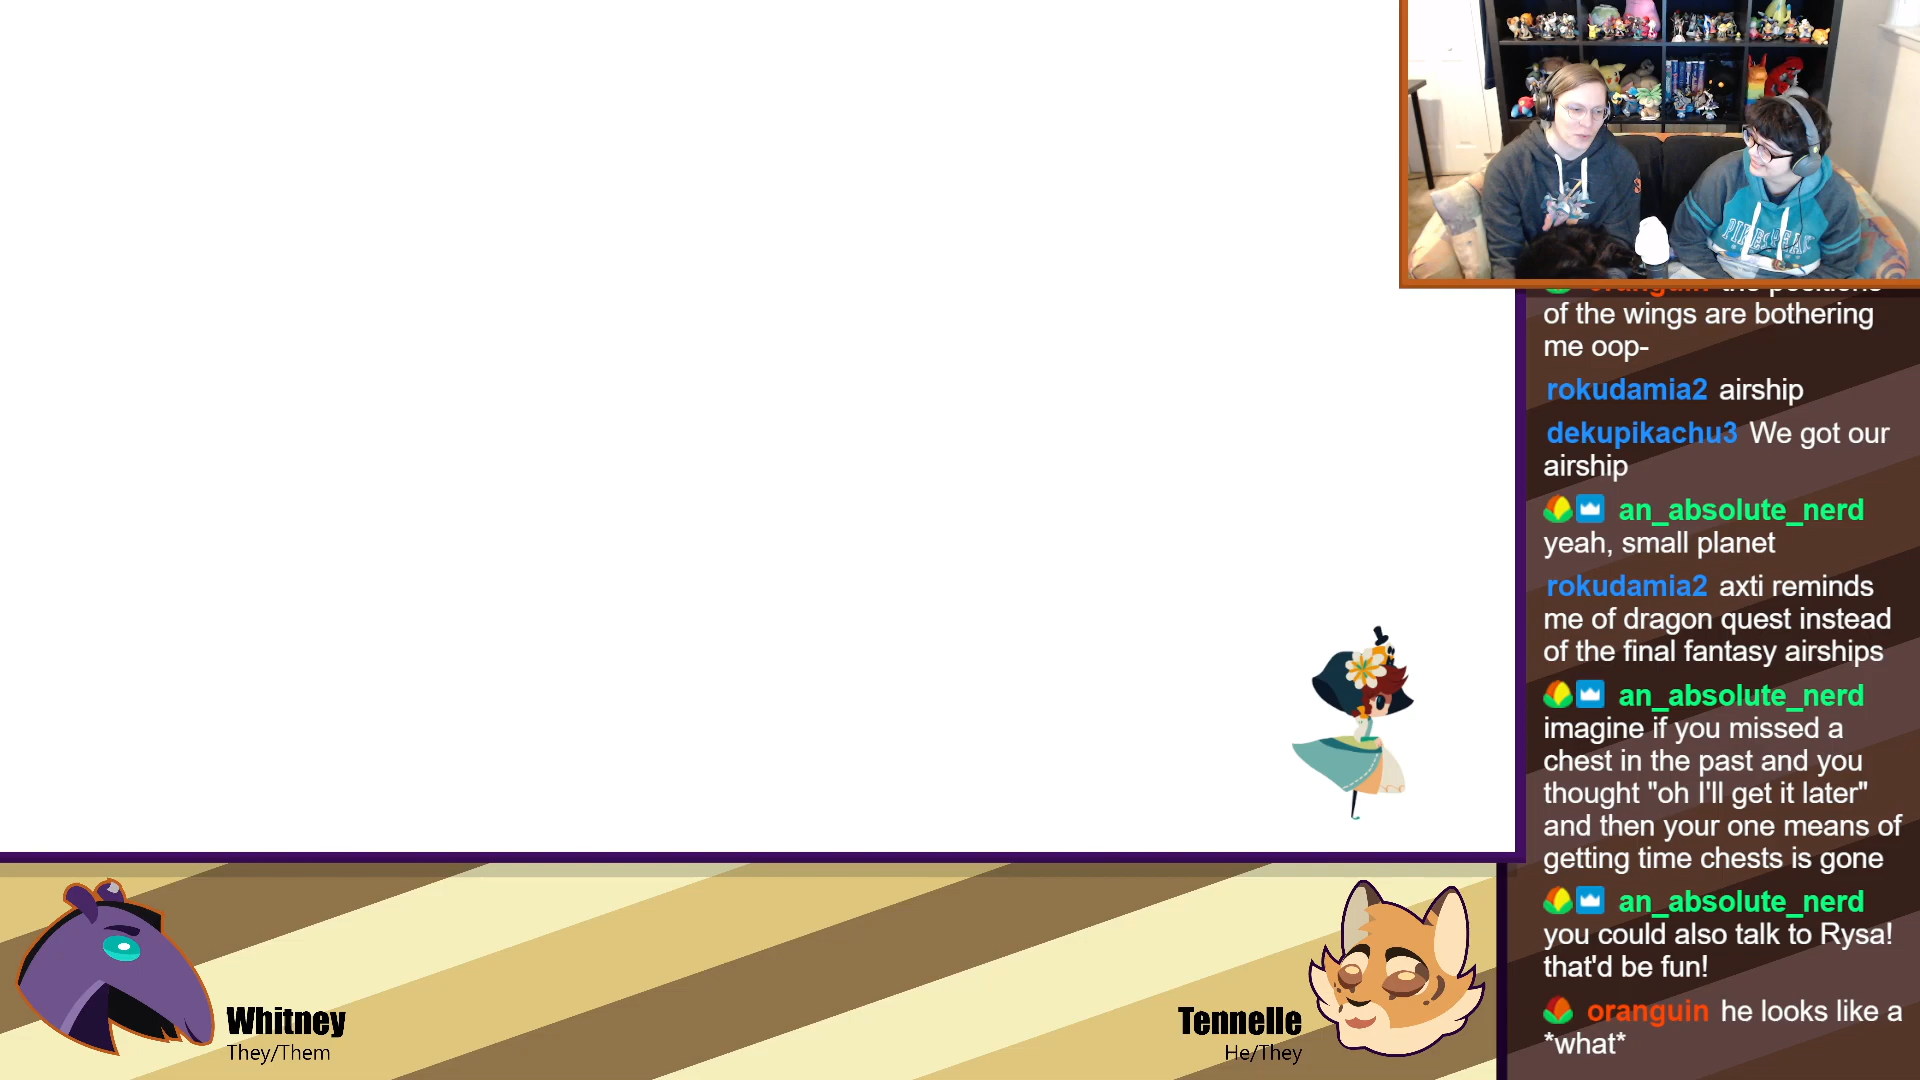 oranguin the positions
of the wings are bothering
me oop-
rokudamia2 airship
dekupikachu3 We got our
airship
an_absolute_nerd
yeah, small planet
rokudamia2 axti reminds
me of dragon quest instead
of the final fantasy airships
an_absolute_nerd
imagine if you missed a
chest in the past and you
thought "oh I'll get it later"
and then your one means of
getting time chests is gone
an_absolute_nerd
you could also talk to Rysa!
that'd be fun!
oranguin he looks like a
*what*
Whitney
They/Them
Tennelle
He/They